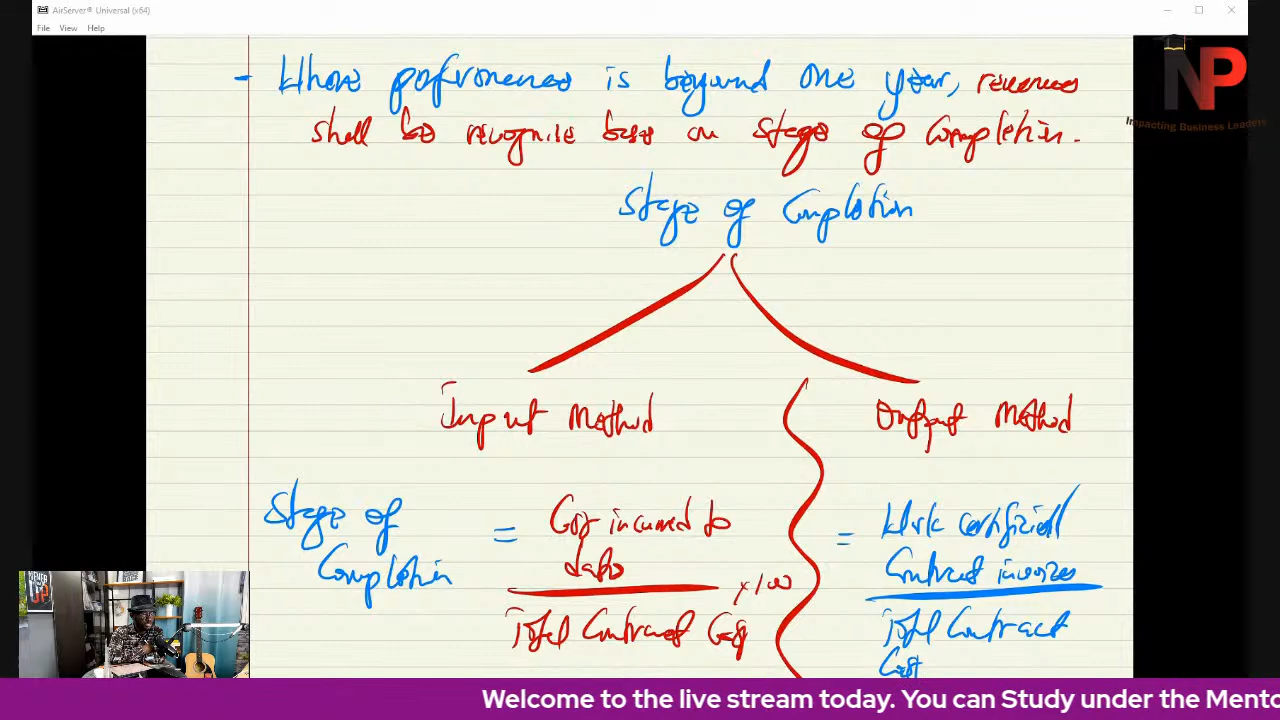 AirServer® Universal (x64)
File View Help
NP
Impacting Business Leaders
- Where performance is beyond one year, revenue
shall be recognise base on stage of completion.
Stage of Completion
Input Method
Output Method
Stage of
Completion
=
Cost incurred to
date
x100
Total Contract Cost
=
Work certified/
Contract invoices
Total Contract
Cost
Welcome to the live stream today. You can Study under the Mento